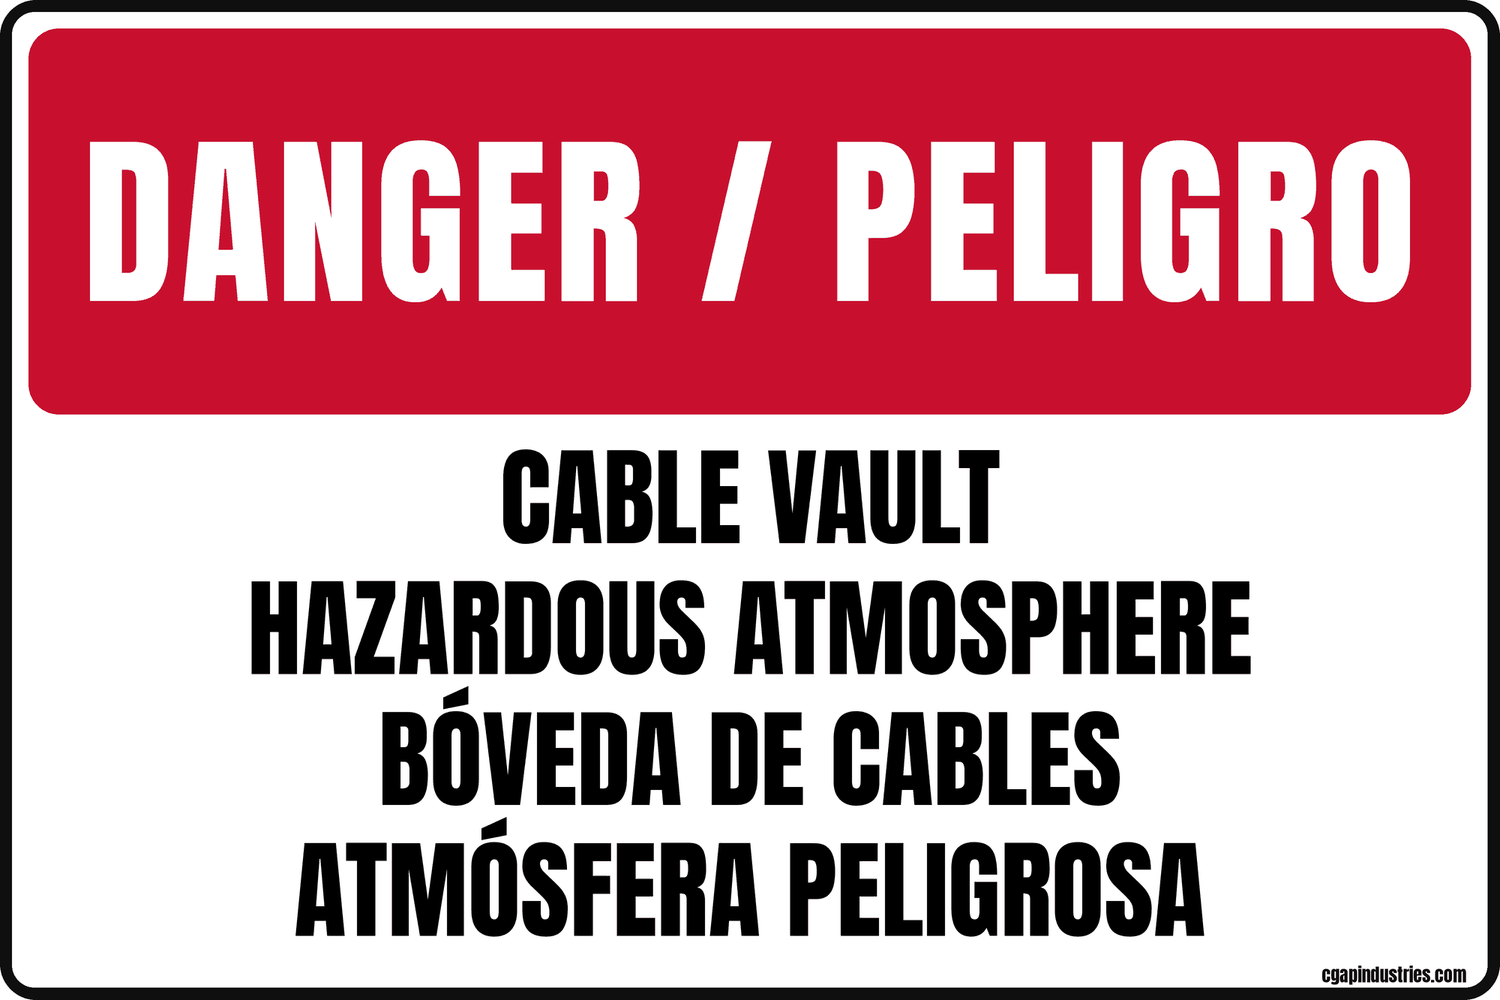 DANGER / PELIGRO
CABLE VAULT
HAZARDOUS ATMOSPHERE
BÓVEDA DE CABLES
ATMÓSFERA PELIGROSA
cgapindustries.com